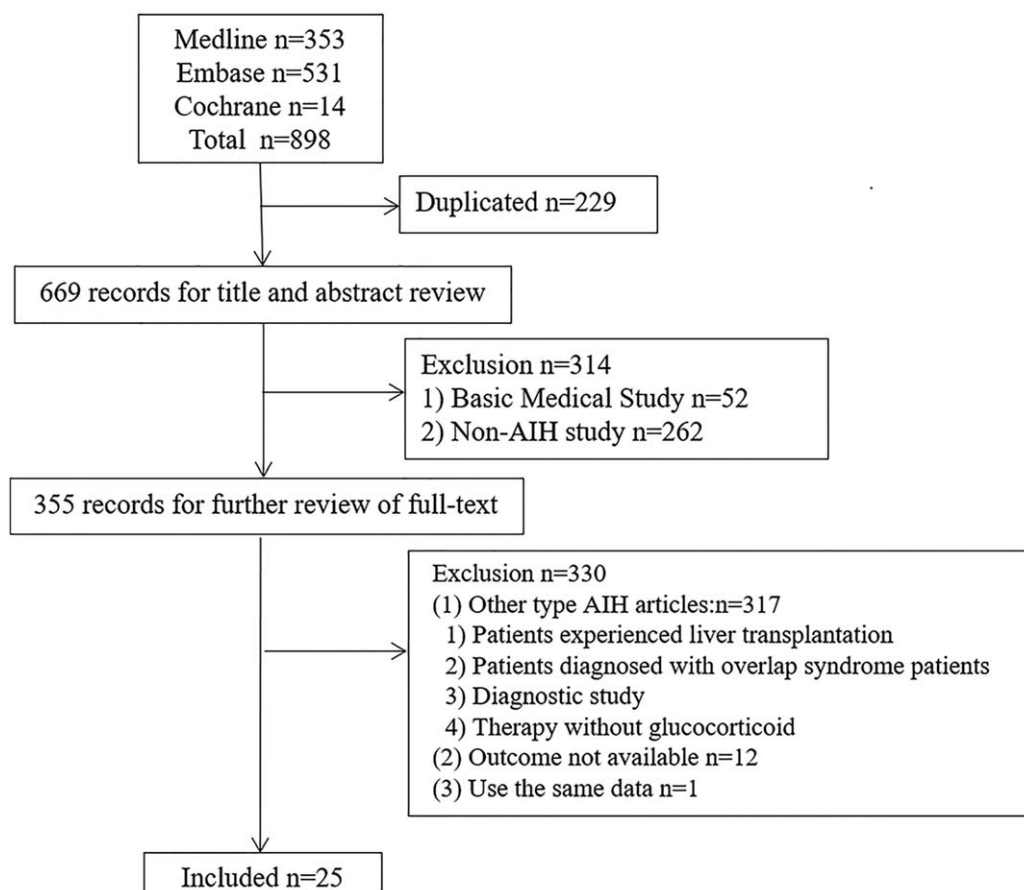 Medline n=353
Embase n=531
Cochrane n=14
Total n=898
Duplicated n=229
669 records for title and abstract review
Exclusion n=314
1) Basic Medical Study n=52
2) Non-AIH study n=262
355 records for further review of full-text
Exclusion n=330
(1) Other type AIH articles:n=317
1) Patients experienced liver transplantation
2) Patients diagnosed with overlap syndrome patients
3) Diagnostic study
4) Therapy without glucocorticoid
(2) Outcome not available n=12
(3) Use the same data n=1
Included n=25